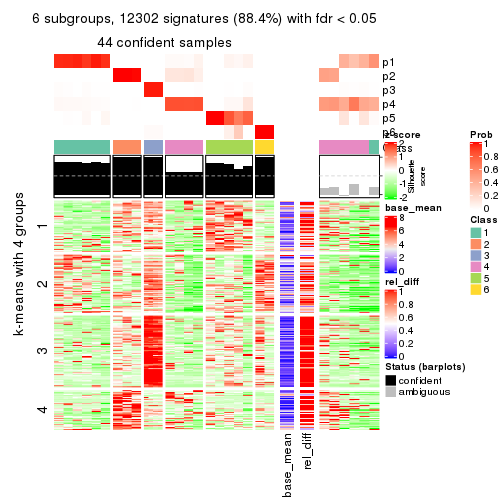 6 subgroups, 12302 signatures (88.4%) with fdr < 0.05
44 confident samples
p1
p2
p3
p4
p5
p6
Class
Silhouette
score
k-means with 4 groups
1
2
3
4
base_mean
rel_diff
z-score
2
1
0
-1
-2
base_mean
8
6
4
2
0
rel_diff
1
0.8
0.6
0.4
0.2
0
Status (barplots)
confident
ambiguous
Prob
1
0.8
0.6
0.4
0.2
0
Class
1
2
3
4
5
6